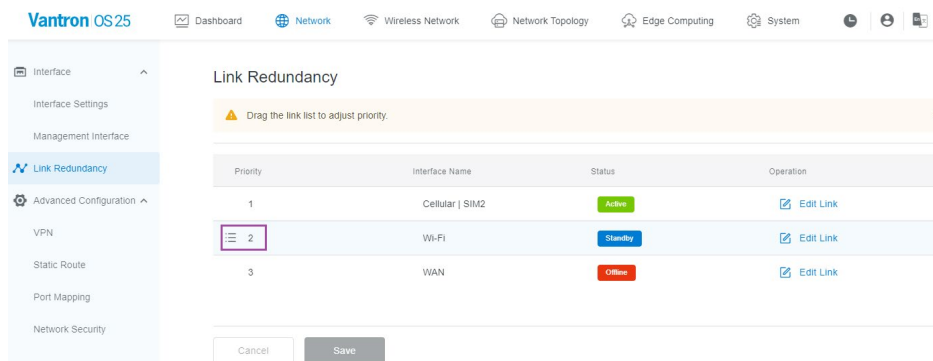 Vantron OS25
Dashboard
Network
Wireless Network
Network Topology
Edge Computing
System
Interface
Interface Settings
Management Interface
Link Redundancy
Advanced Configuration
VPN
Static Route
Port Mapping
Network Security
Link Redundancy
Drag the link list to adjust priority.
Priority Interface Name Status Operation
1 Cellular | SIM2 Active Edit Link
2 Wi-Fi Standby Edit Link
3 WAN Offline Edit Link
Cancel Save